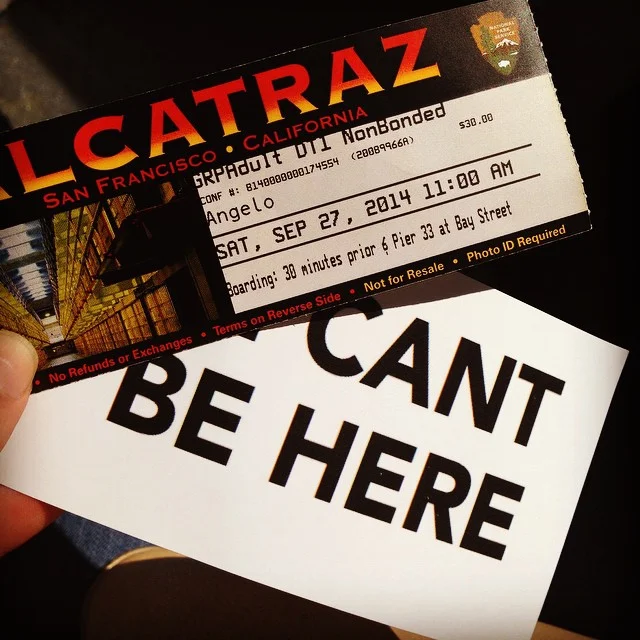 ALCATRAZ
SAN FRANCISCO • CALIFORNIA
NATIONAL
PARK
SERVICE
GRPAdult DT1 NonBonded
$30.00
CONF #: 8140000000174554 (20089966A)
Angelo
SAT, SEP 27, 2014 11:00 AM
Boarding: 30 minutes prior @ Pier 33 at Bay Street
• No Refunds or Exchanges • Terms on Reverse Side • Not for Resale • Photo ID Required
CANT
BE HERE